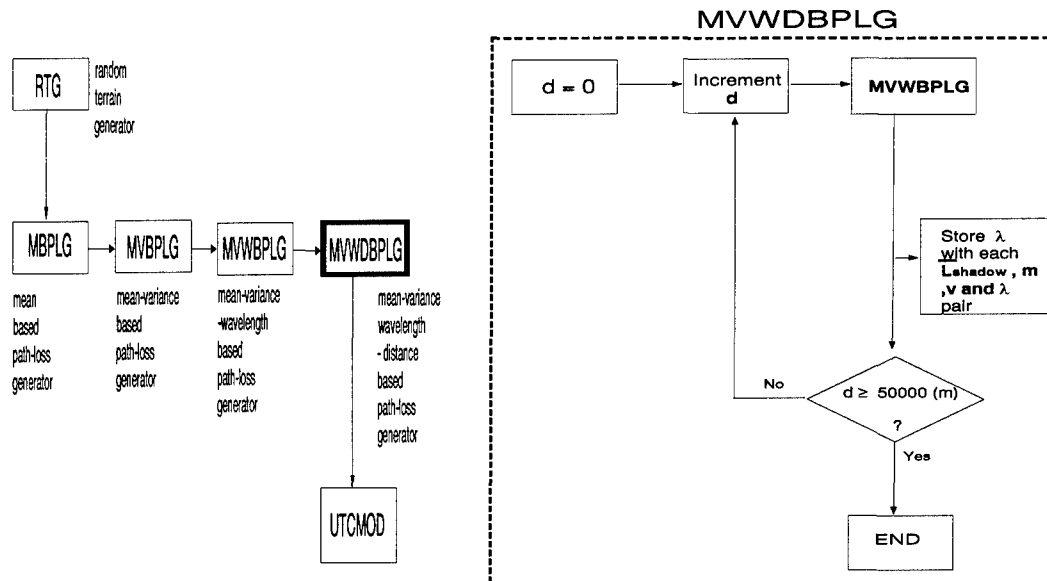 MVWDBPLG
RTG
random
terrain
generator
MBPLG
MVBPLG
MVWBPLG
MVWDBPLG
mean
based
path-loss
generator
mean-variance
based
path-loss
generator
mean-variance
-wavelength
based
path-loss
generator
mean-variance
wavelength
- distance
based
path-loss
generator
UTCMOD
d = 0
Increment
d
MVWBPLG
Store λ
with each
L̅shadow , m
,v and λ
pair
d ≥ 50000 (m)
?
No
Yes
END